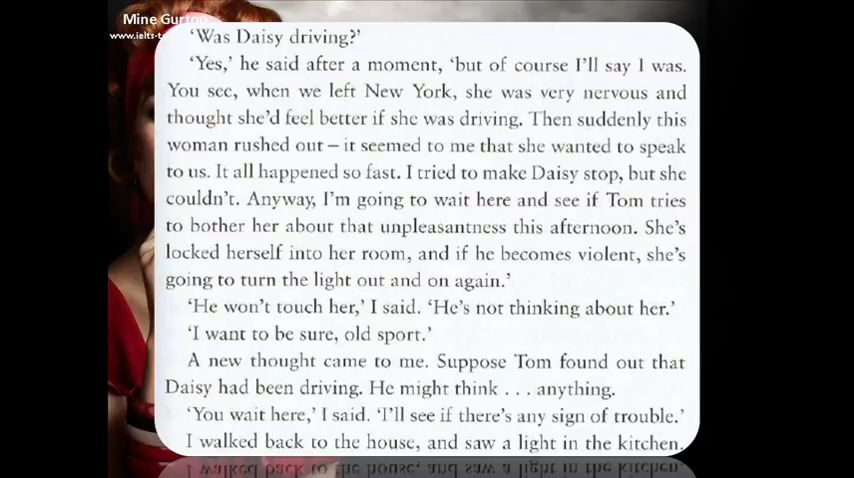 Mine Gurton
‘Was Daisy driving?’
‘Yes,’ he said after a moment, ‘but of course I’ll say I was.
You see, when we left New York, she was very nervous and
thought she’d feel better if she was driving. Then suddenly this
woman rushed out – it seemed to me that she wanted to speak
to us. It all happened so fast. I tried to make Daisy stop, but she
couldn’t. Anyway, I’m going to wait here and see if Tom tries
to bother her about that unpleasantness this afternoon. She’s
locked herself into her room, and if he becomes violent, she’s
going to turn the light out and on again.’
‘He won’t touch her,’ I said. ‘He’s not thinking about her.’
‘I want to be sure, old sport.’
A new thought came to me. Suppose Tom found out that
Daisy had been driving. He might think . . . anything.
‘You wait here,’ I said. ‘I’ll see if there’s any sign of trouble.’
I walked back to the house, and saw a light in the kitchen.